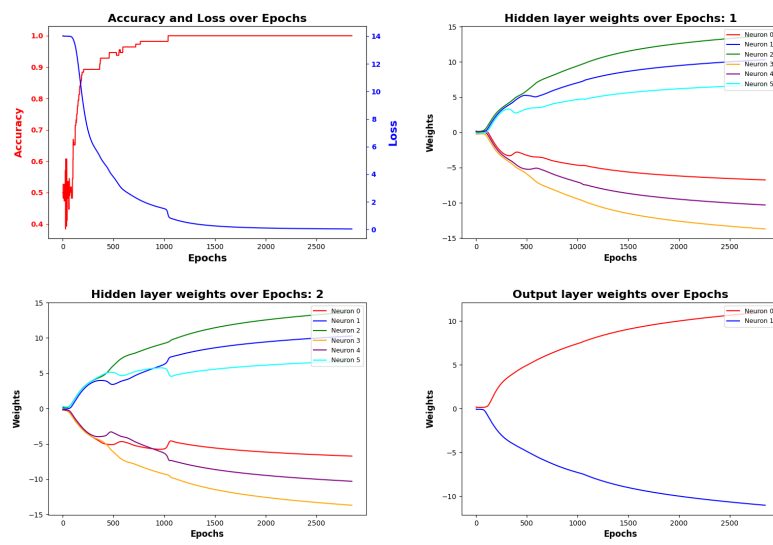 Accuracy and Loss over Epochs
1.0
0.9
0.8
0.7
0.6
0.5
0.4
Accuracy
14
12
10
8
6
4
2
0
Loss
0 500 1000 1500 2000 2500
Epochs
Hidden layer weights over Epochs: 1
15
10
5
0
−5
−10
−15
Weights
Neuron 0
Neuron 1
Neuron 2
Neuron 3
Neuron 4
Neuron 5
0 500 1000 1500 2000 2500
Epochs
Hidden layer weights over Epochs: 2
15
10
5
0
−5
−10
−15
Weights
Neuron 0
Neuron 1
Neuron 2
Neuron 3
Neuron 4
Neuron 5
0 500 1000 1500 2000 2500
Epochs
Output layer weights over Epochs
10
5
0
−5
−10
Weights
Neuron 0
Neuron 1
0 500 1000 1500 2000 2500
Epochs